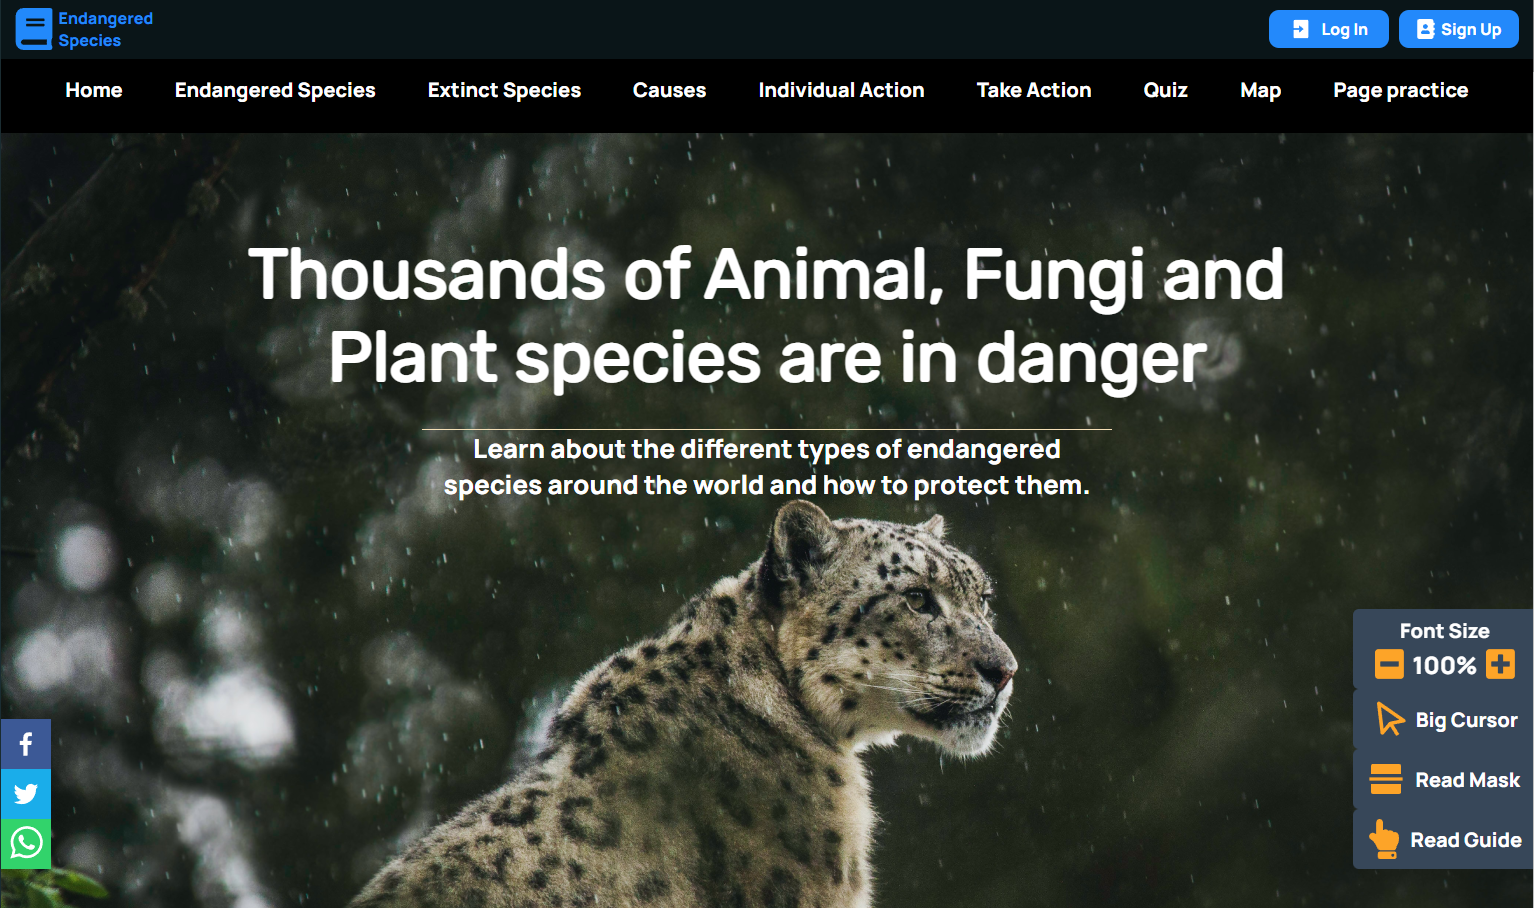 Endangered
Species
Log In
Sign Up
Home
Endangered Species
Extinct Species
Causes
Individual Action
Take Action
Quiz
Map
Page practice
Thousands of Animal, Fungi and
Plant species are in danger
Learn about the different types of endangered
species around the world and how to protect them.
Font Size
100%
Big Cursor
Read Mask
Read Guide